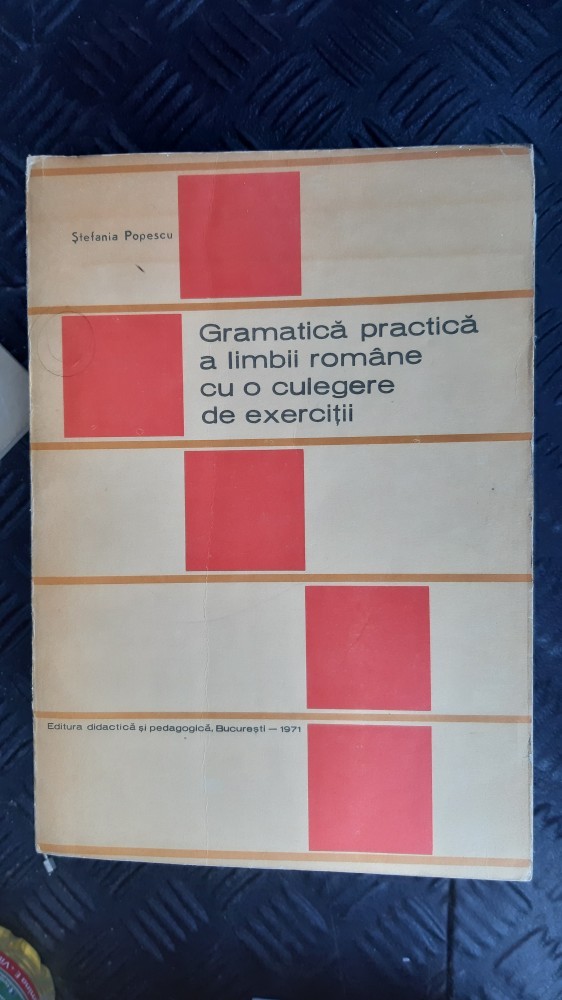 Ștefania Popescu
Gramatică practică
a limbii române
cu o culegere
de exerciții
Editura didactică și pedagogică, București — 1971